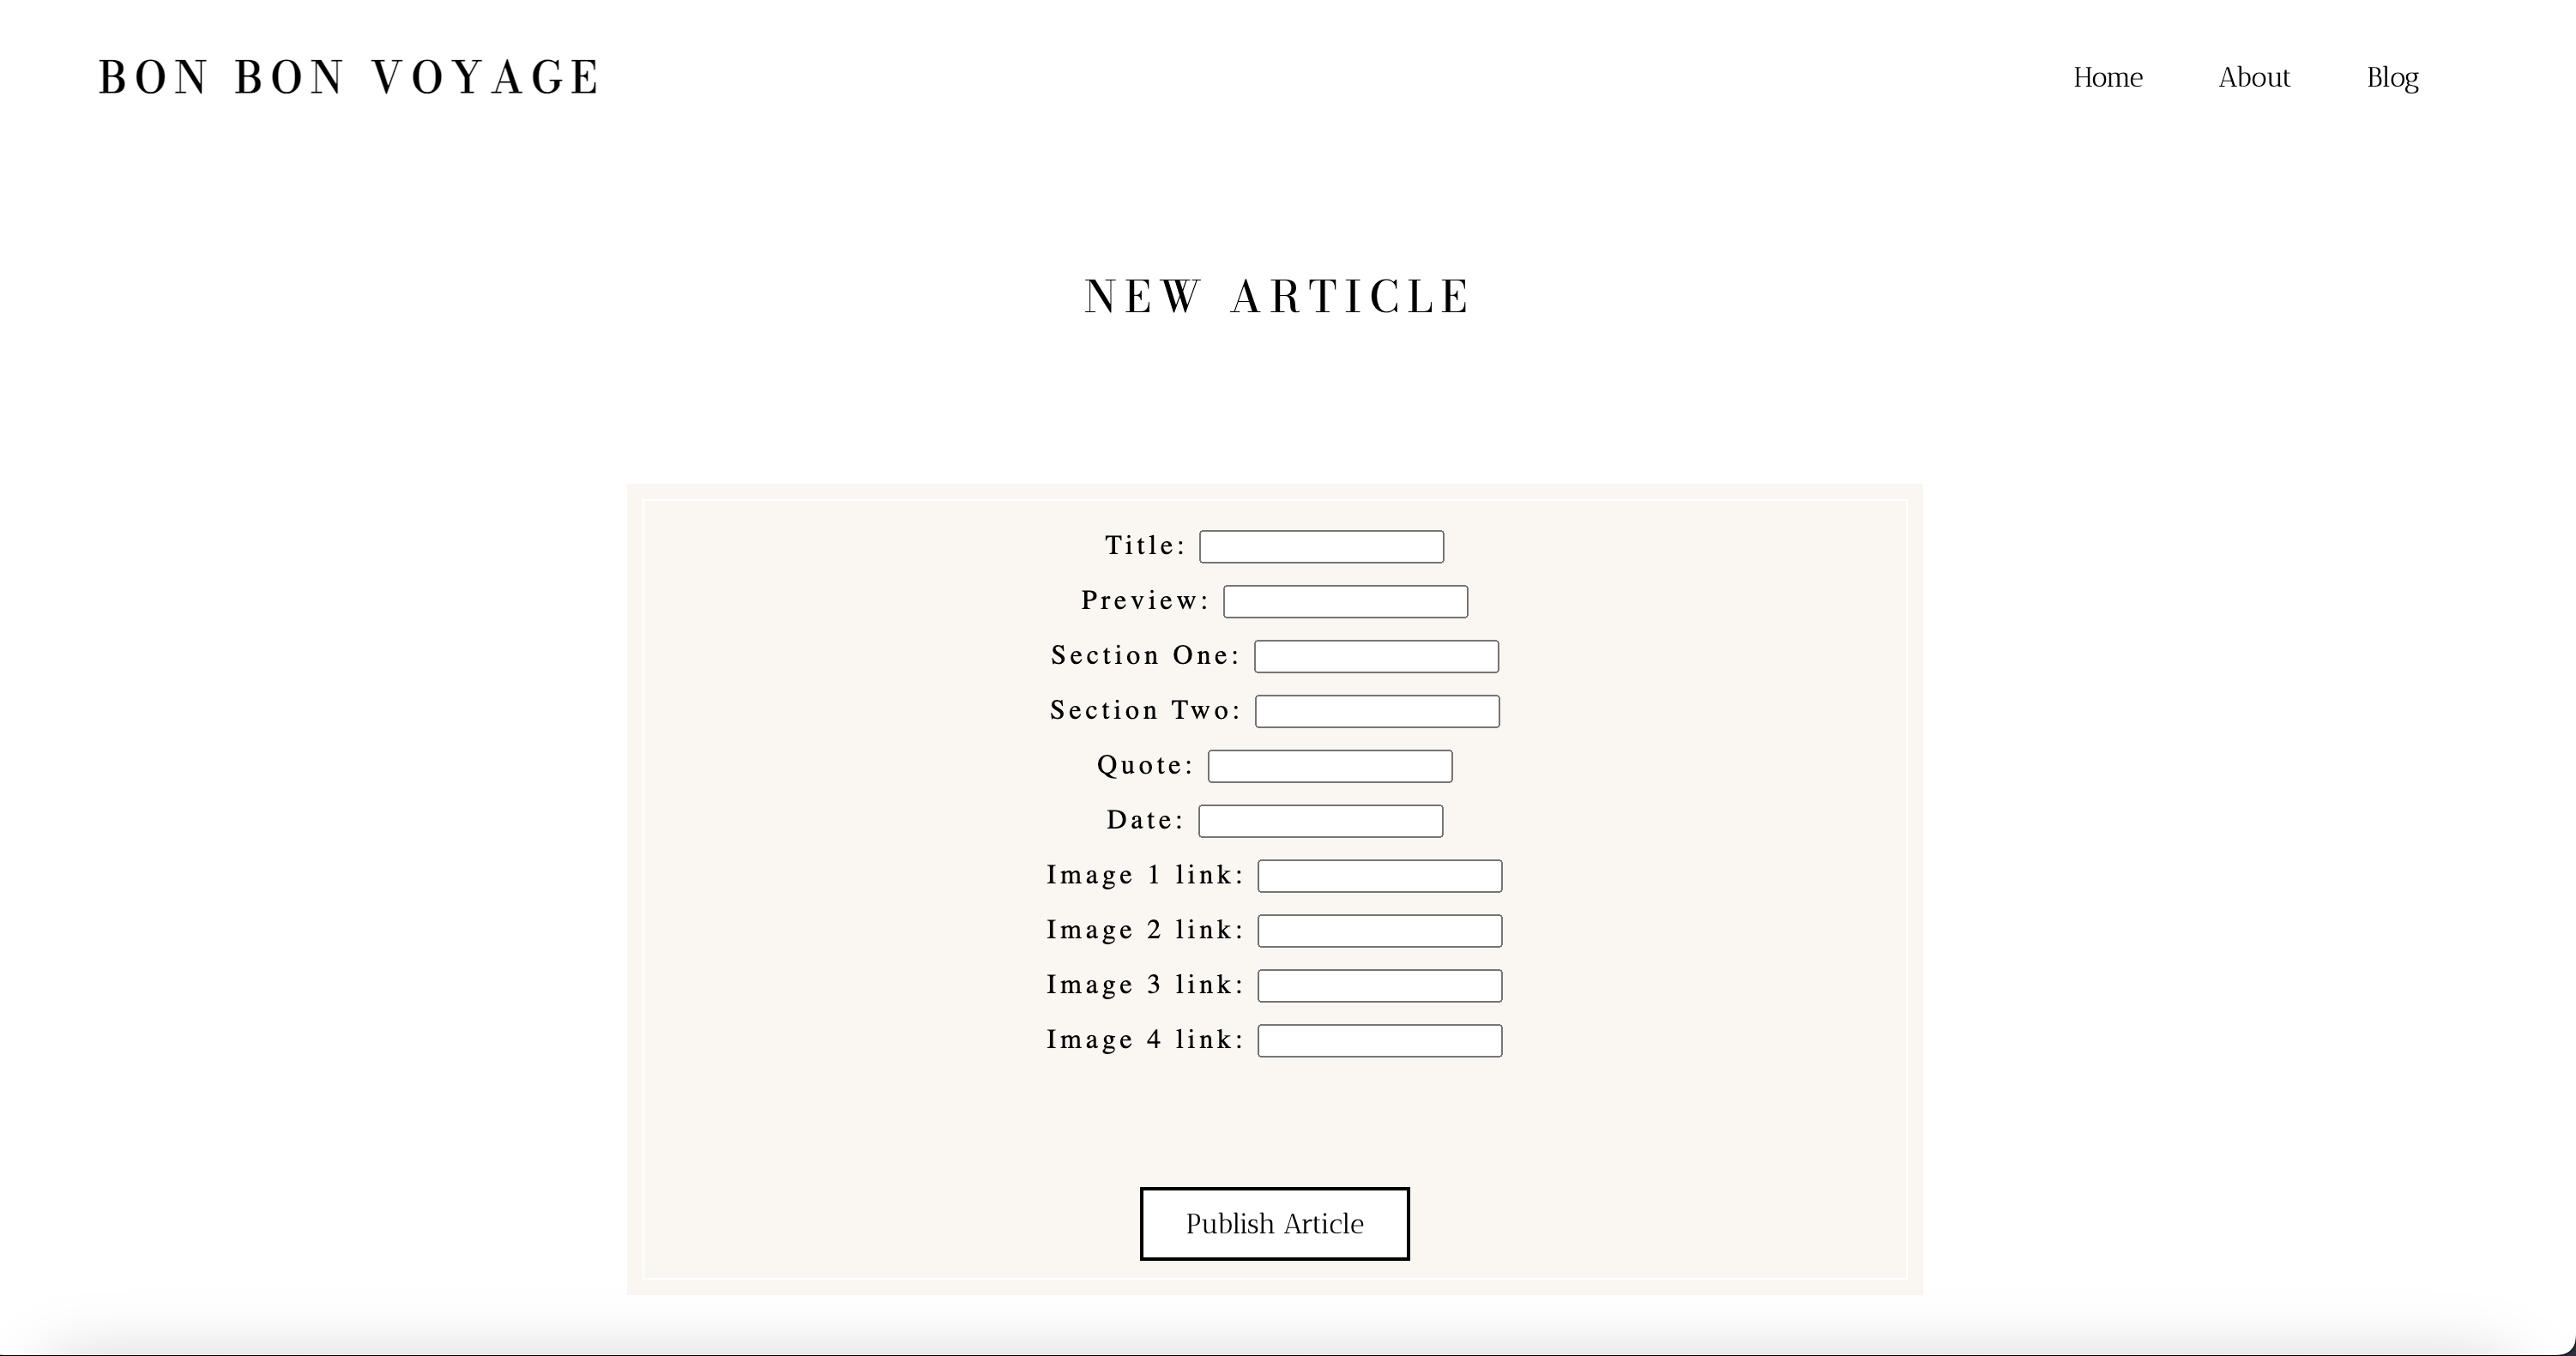 BON BON VOYAGE
Home About Blog
NEW ARTICLE
Title:
Preview:
Section One:
Section Two:
Quote:
Date:
Image 1 link:
Image 2 link:
Image 3 link:
Image 4 link:
Publish Article